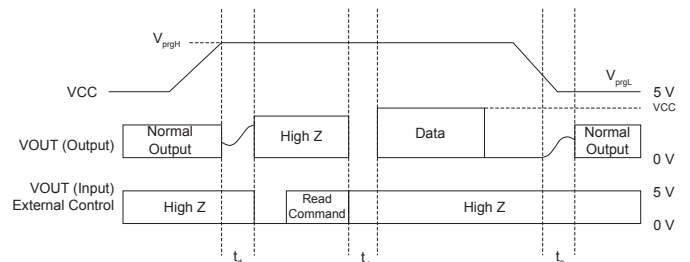 VprgH
VCC
VprgL
5 V
VCC
VOUT (Output)
Normal
Output
High Z
Data
Normal
Output
0 V
VOUT (Input)
External Control
High Z
Read
Command
High Z
5 V
0 V